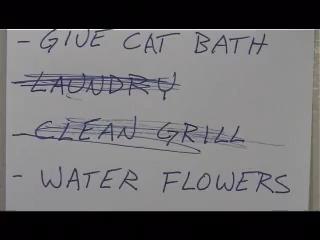 - GIVE CAT BATH
- LAUNDRY
- CLEAN GRILL
- WATER FLOWERS